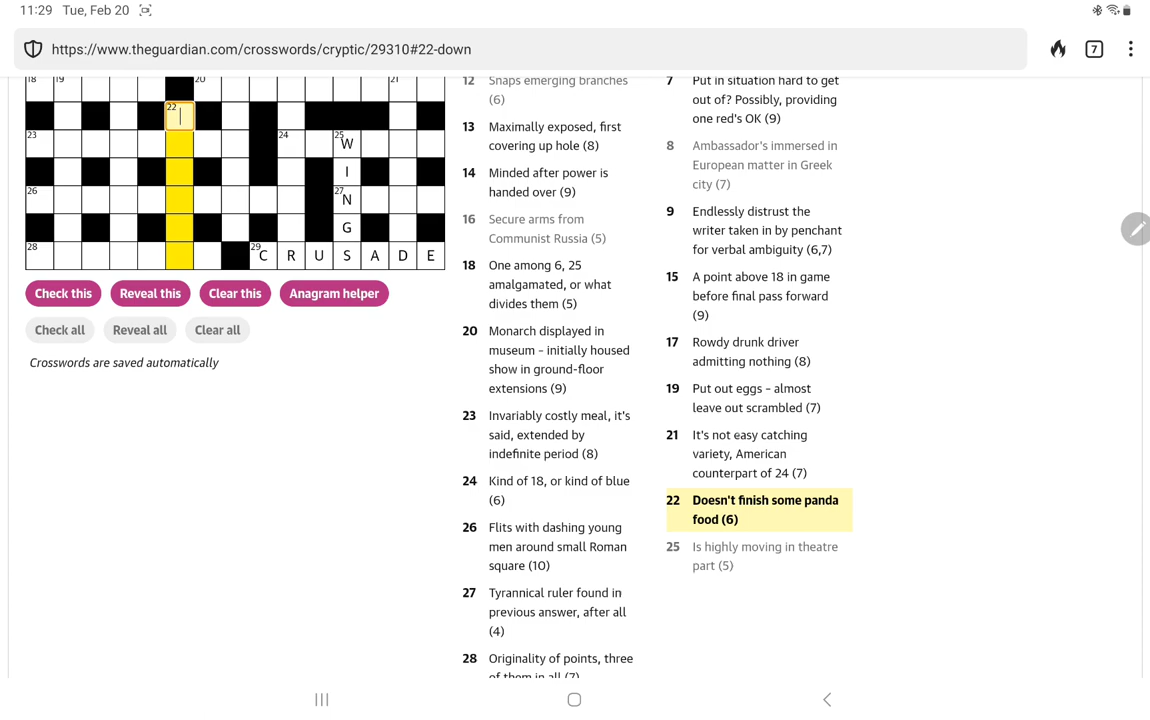 11:29 Tue, Feb 20
https://www.theguardian.com/crosswords/cryptic/29310#22-down
7
18 19 20 21
22
23 24 25 W
I
26 27 N
G
28 29 C R U S A D E
Check this Reveal this Clear this Anagram helper
Check all Reveal all Clear all
Crosswords are saved automatically
12 Snaps emerging branches
(6)
13 Maximally exposed, first
covering up hole (8)
14 Minded after power is
handed over (9)
16 Secure arms from
Communist Russia (5)
18 One among 6, 25
amalgamated, or what
divides them (5)
20 Monarch displayed in
museum – initially housed
show in ground-floor
extensions (9)
23 Invariably costly meal, it's
said, extended by
indefinite period (8)
24 Kind of 18, or kind of blue
(6)
26 Flits with dashing young
men around small Roman
square (10)
27 Tyrannical ruler found in
previous answer, after all
(4)
28 Originality of points, three
of them in all (7)
7 Put in situation hard to get
out of? Possibly, providing
one red's OK (9)
8 Ambassador's immersed in
European matter in Greek
city (7)
9 Endlessly distrust the
writer taken in by penchant
for verbal ambiguity (6,7)
15 A point above 18 in game
before final pass forward
(9)
17 Rowdy drunk driver
admitting nothing (8)
19 Put out eggs – almost
leave out scrambled (7)
21 It's not easy catching
variety, American
counterpart of 24 (7)
22 Doesn't finish some panda
food (6)
25 Is highly moving in theatre
part (5)